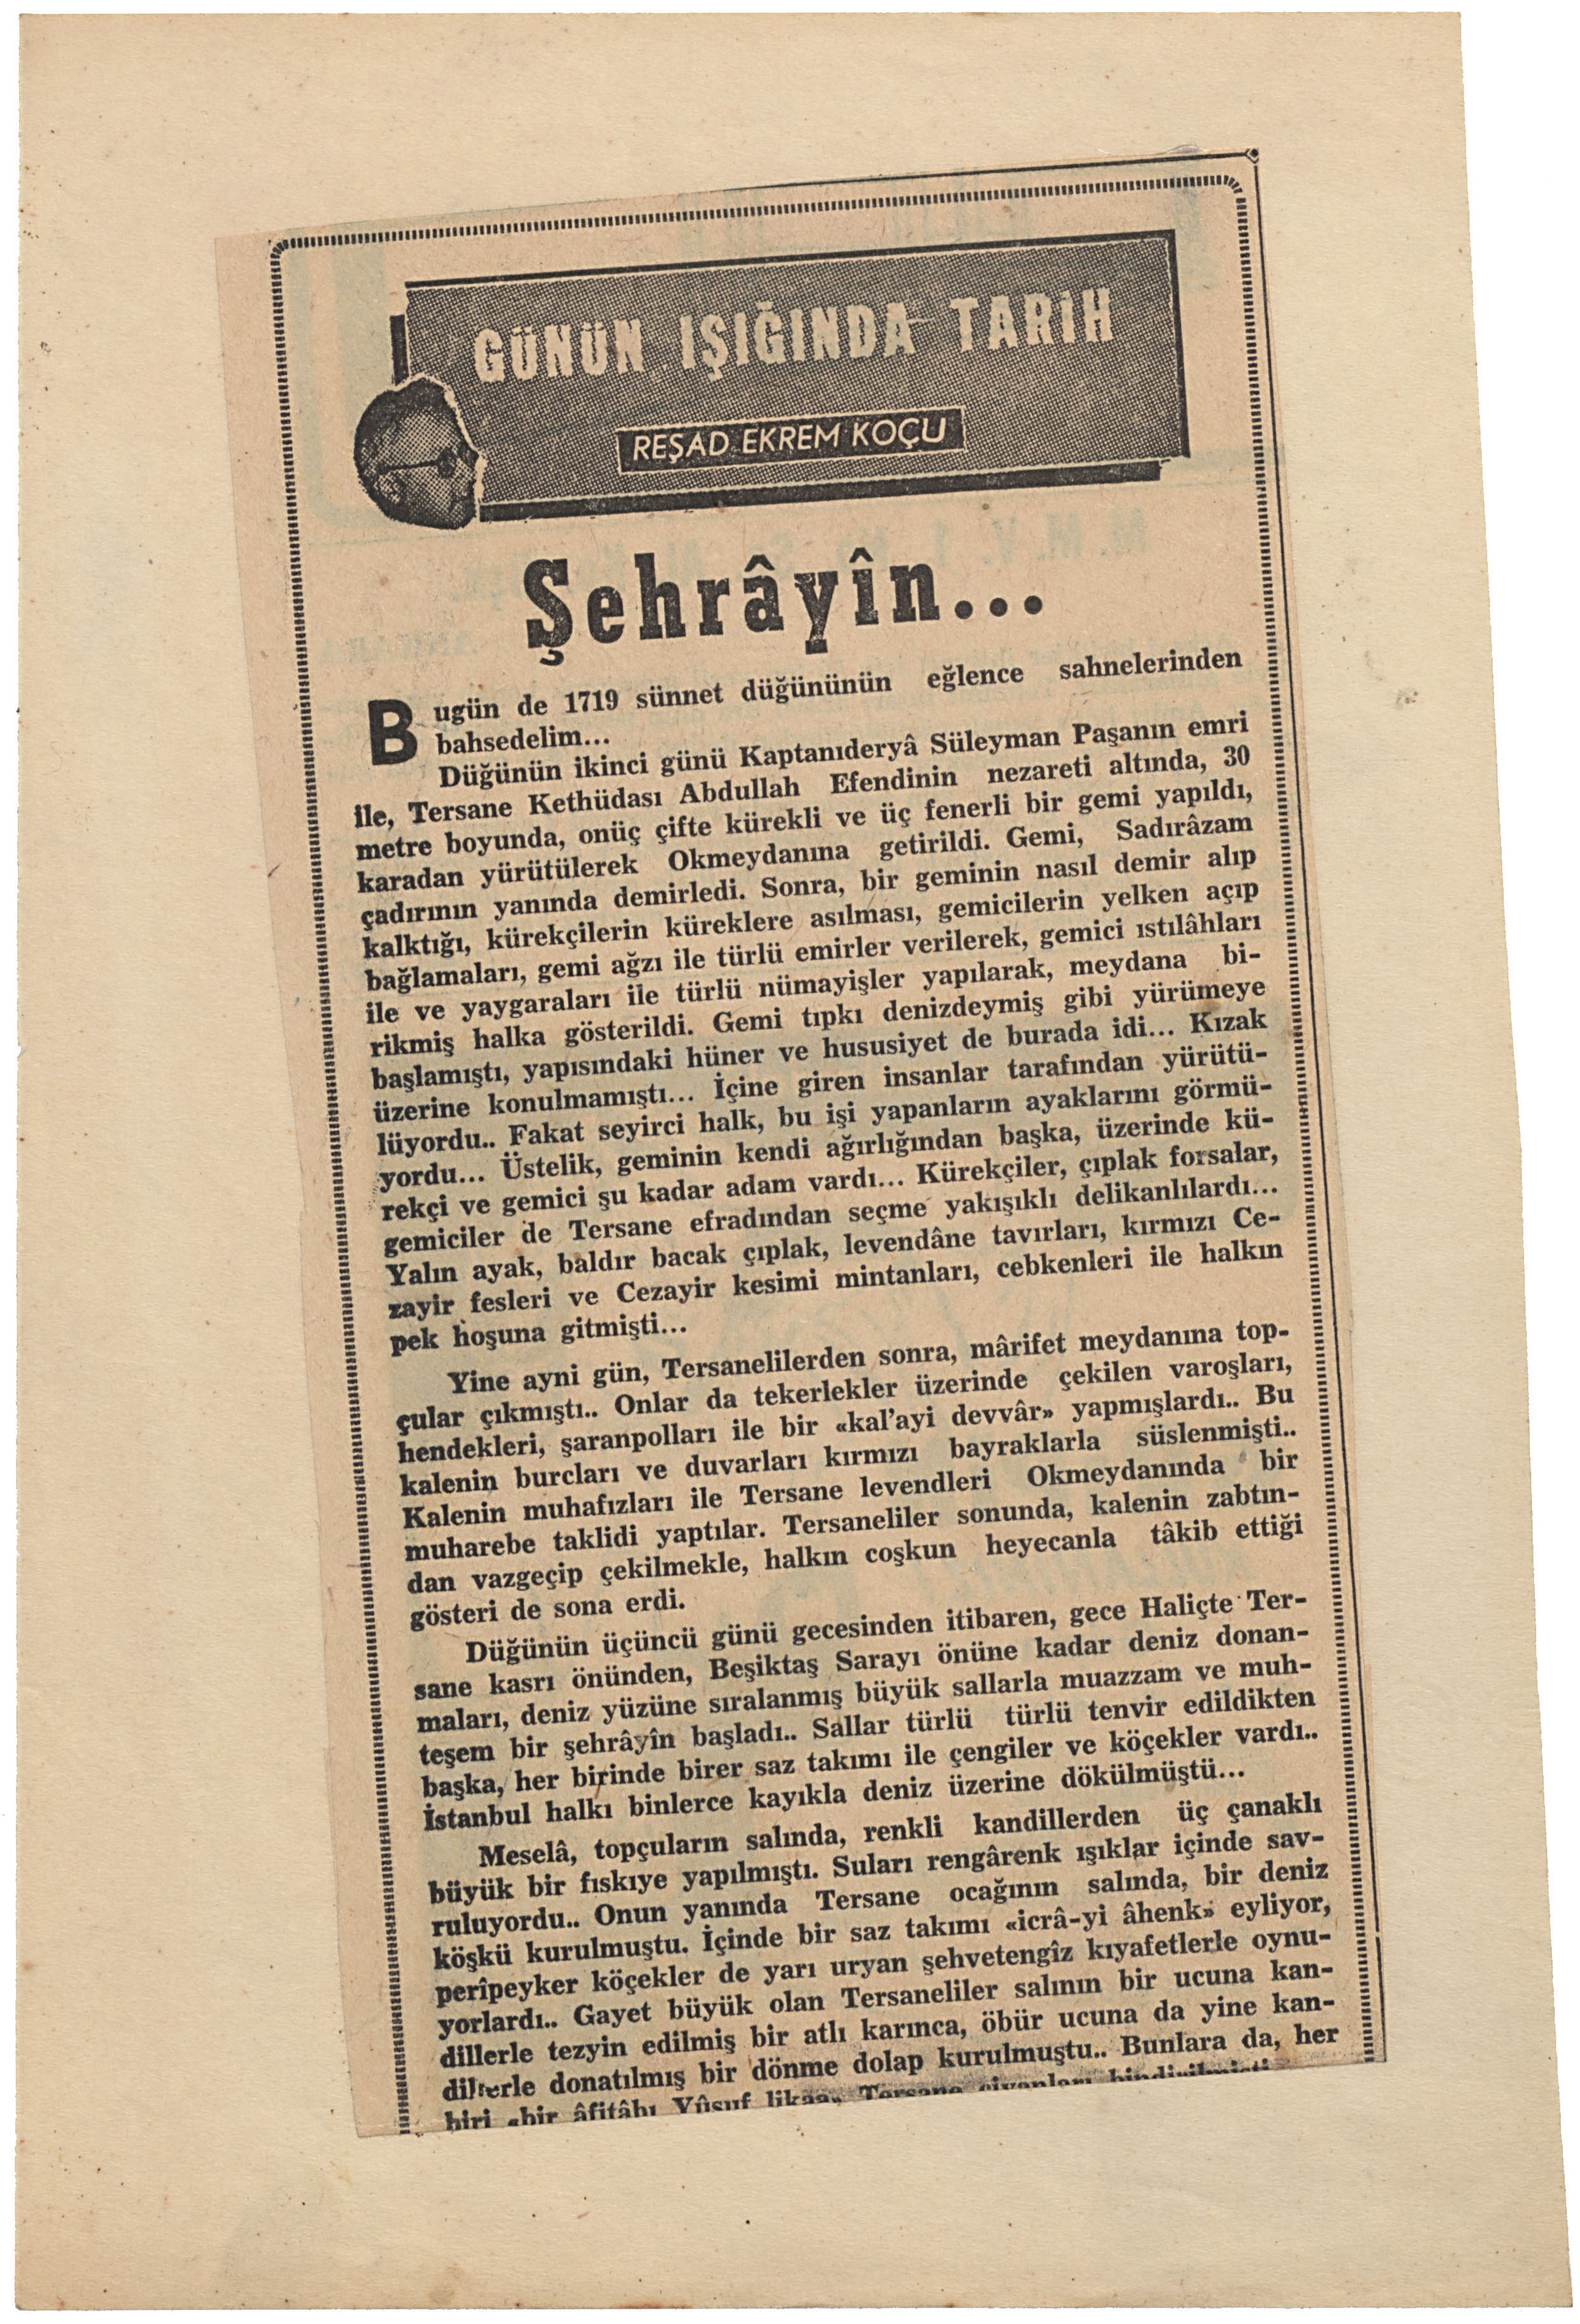 GÜNÜN IŞIĞINDA TARİH
REŞAD EKREM KOÇU
Şehrâyîn...
Bugün de 1719 sünnet düğününün eğlence sahnelerinden
bahsedelim...
Düğünün ikinci günü Kaptanıderyâ Süleyman Paşanın emri
ile, Tersane Kethüdası Abdullah Efendinin nezareti altında, 30
metre boyunda, onüç çifte kürekli ve üç fenerli bir gemi yapıldı,
karadan yürütülerek Okmeydanına getirildi. Gemi, Sadırâzam
çadırının yanında demirledi. Sonra, bir geminin nasıl demir alıp
kalktığı, kürekçilerin küreklere asılması, gemicilerin yelken açıp
bağlamaları, gemi ağzı ile türlü emirler verilerek, gemici ıstılâhları
ile ve yaygaraları ile türlü nümayişler yapılarak, meydana bi-
rikmiş halka gösterildi. Gemi tıpkı denizdeymiş gibi yürümeye
başlamıştı, yapısındaki hüner ve hususiyet de burada idi... Kızak
üzerine konulmamıştı... İçine giren insanlar tarafından yürütü-
lüyordu.. Fakat seyirci halk, bu işi yapanların ayaklarını görmü-
yordu... Üstelik, geminin kendi ağırlığından başka, üzerinde kü-
rekçi ve gemici şu kadar adam vardı... Kürekçiler, çıplak forsalar,
gemiciler de Tersane efradından seçme yakışıklı delikanlılardı...
Yalın ayak, baldır bacak çıplak, levendâne tavırları, kırmızı Ce-
zayir fesleri ve Cezayir kesimi mintanları, cebkenleri ile halkın
pek hoşuna gitmişti...
Yine ayni gün, Tersanelilerden sonra, mârifet meydanına top-
çular çıkmıştı.. Onlar da tekerlekler üzerinde çekilen varoşları,
hendekleri, şaranpolları ile bir «kal'ayi devvâr» yapmışlardı.. Bu
kalenin burcları ve duvarları kırmızı bayraklarla süslenmişti..
Kalenin muhafızları ile Tersane levendleri Okmeydanında bir
muharebe taklidi yaptılar. Tersaneliler sonunda, kalenin zabtın-
dan vazgeçip çekilmekle, halkın coşkun heyecanla tâkib ettiği
gösteri de sona erdi.
Düğünün üçüncü günü gecesinden itibaren, gece Haliçte Ter-
sane kasrı önünden, Beşiktaş Sarayı önüne kadar deniz donan-
maları, deniz yüzüne sıralanmış büyük sallarla muazzam ve muh-
teşem bir şehrâyîn başladı.. Sallar türlü türlü tenvir edildikten
başka, her birinde birer saz takımı ile çengiler ve köçekler vardı..
İstanbul halkı binlerce kayıkla deniz üzerine dökülmüştü...
Meselâ, topçuların salında, renkli kandillerden üç çanaklı
büyük bir fıskıye yapılmıştı. Suları rengârenk ışıklar içinde sav-
ruluyordu.. Onun yanında Tersane ocağının salında, bir deniz
köşkü kurulmuştu. İçinde bir saz takımı «icrâ-yi âhenk» eyliyor,
perîpeyker köçekler de yarı uryan şehvetengîz kıyafetlerle oynu-
yorlardı.. Gayet büyük olan Tersaneliler salının bir ucuna kan-
dillerle tezyin edilmiş bir atlı karınca, öbür ucuna da yine kan-
dillerle donatılmış bir dönme dolap kurulmuştu.. Bunlara da, her
biri «bir âfitâbı Yûsuf likaa» Tersane civanları bindirilmişti